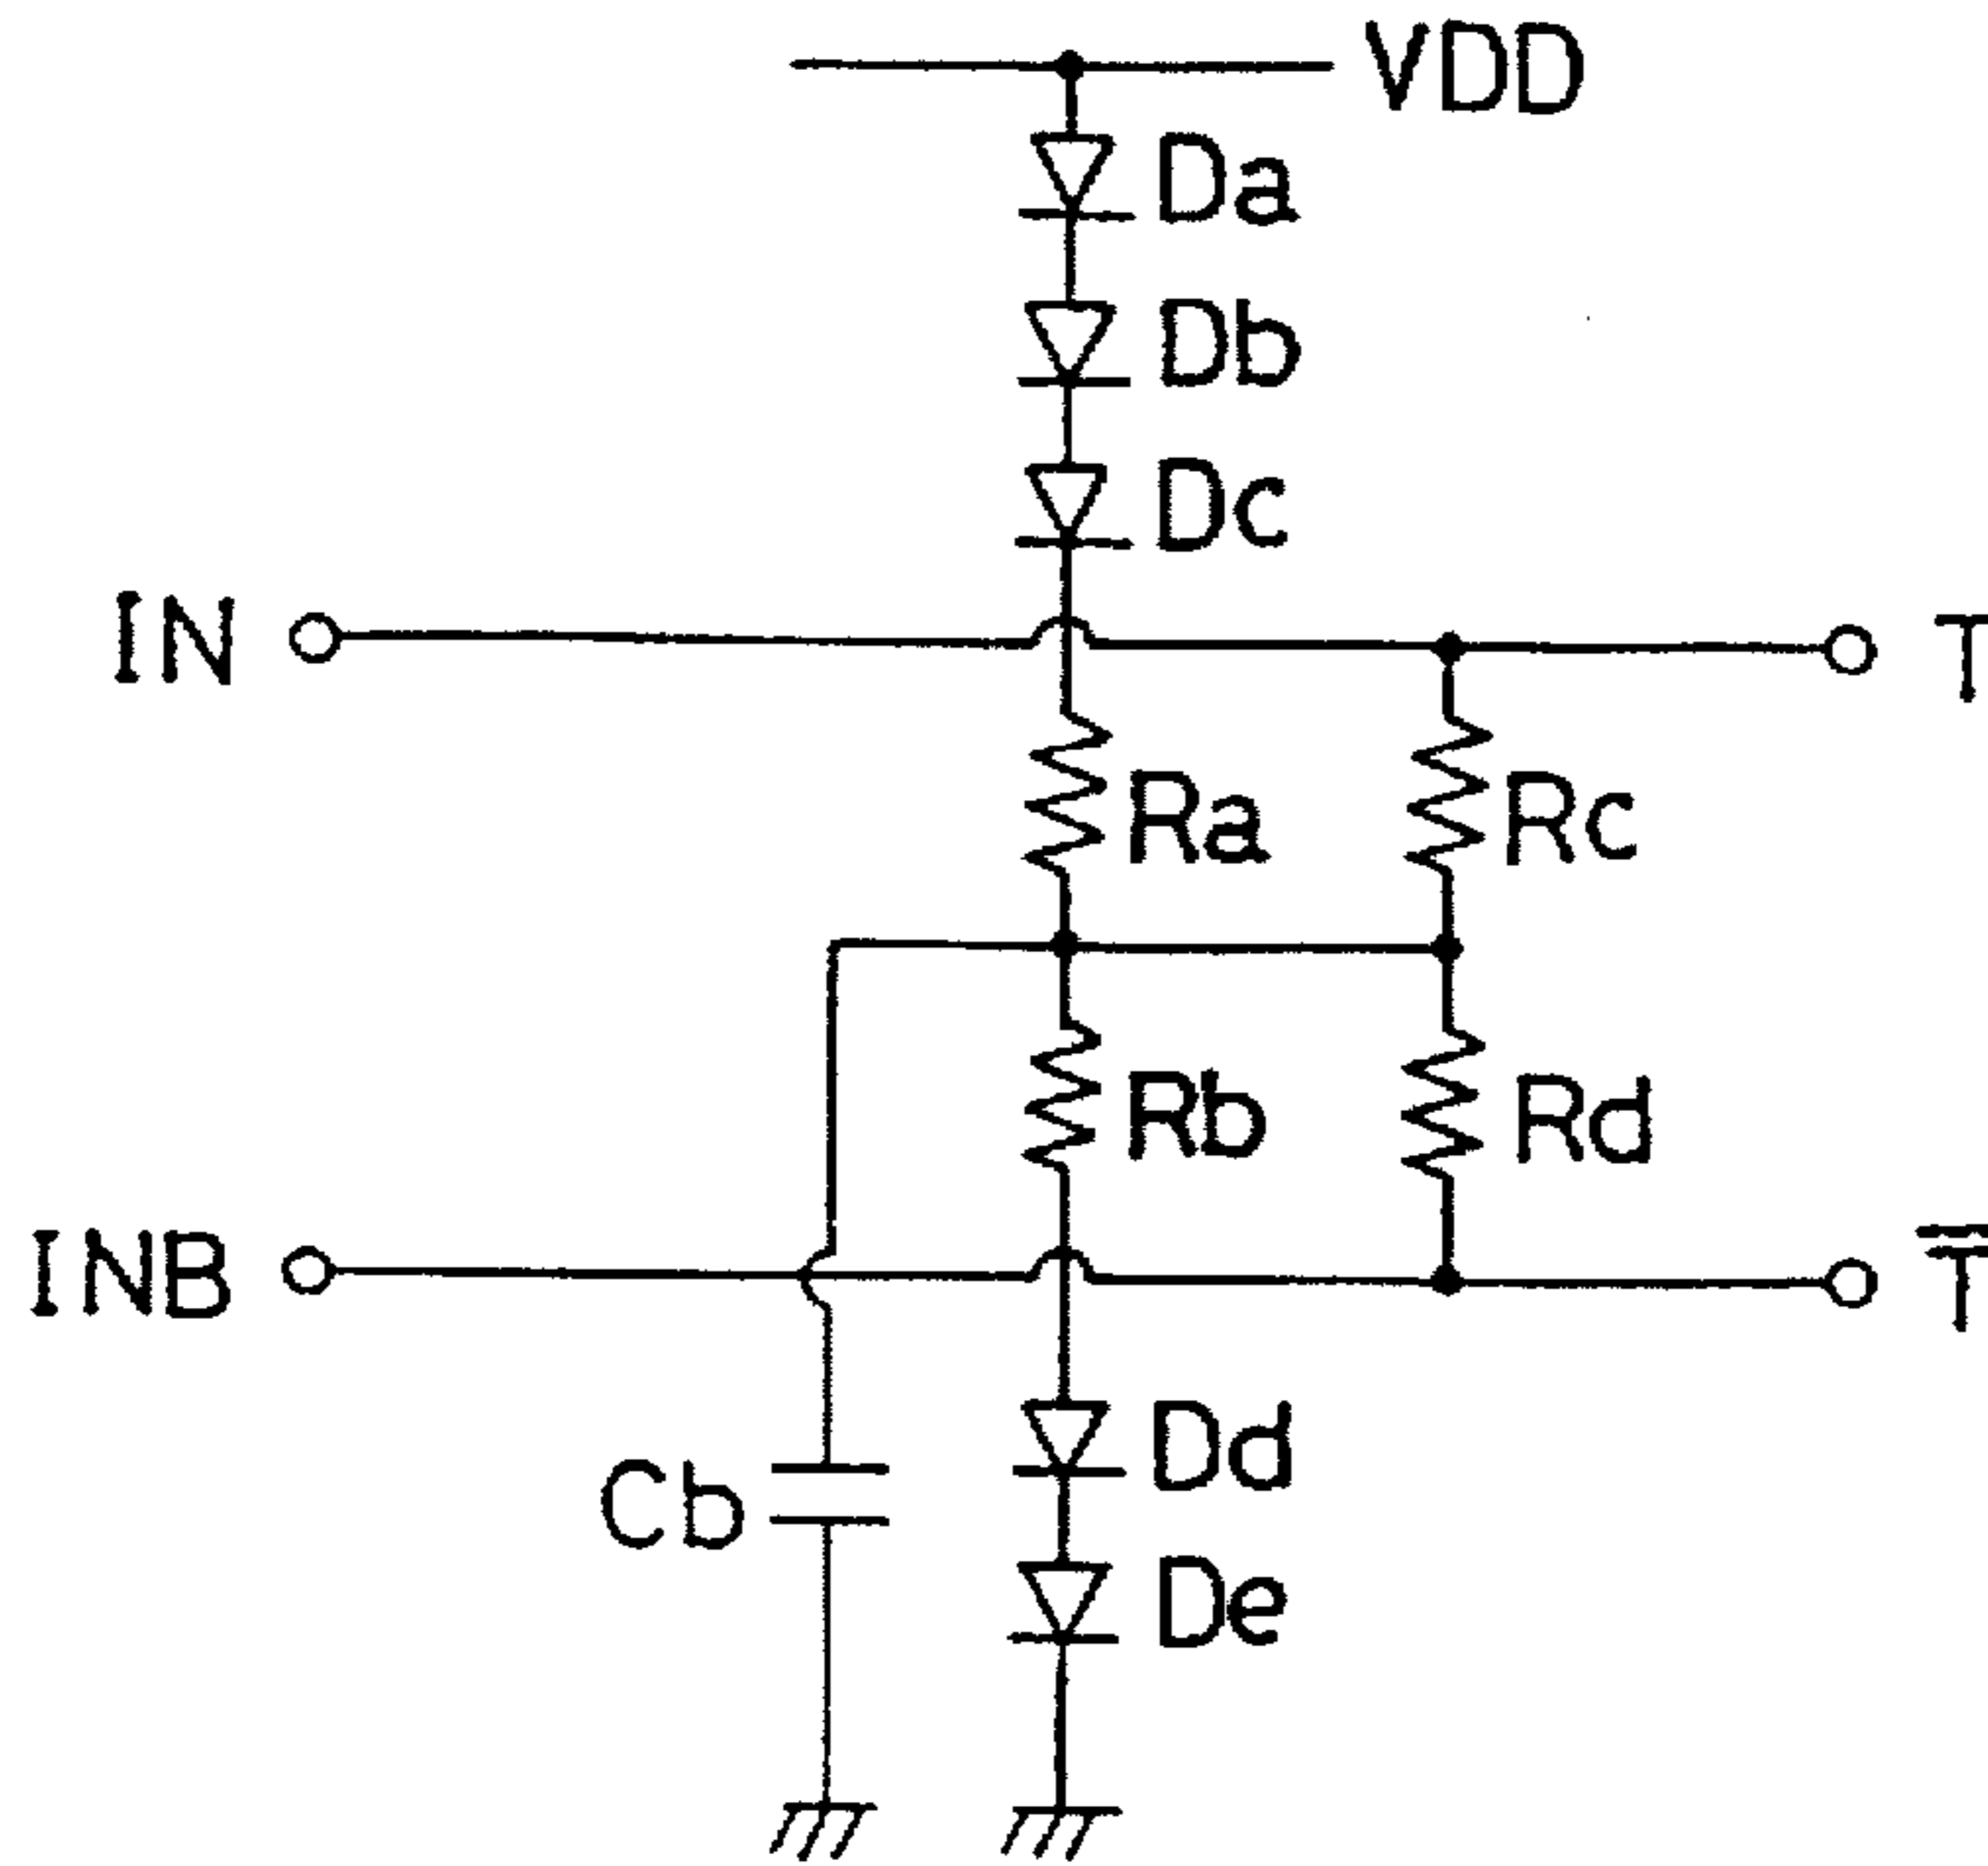 VDD
Da
Db
Dc
IN T
Ra Rc
Rb Rd
INB T̅
Dd
Cb
De